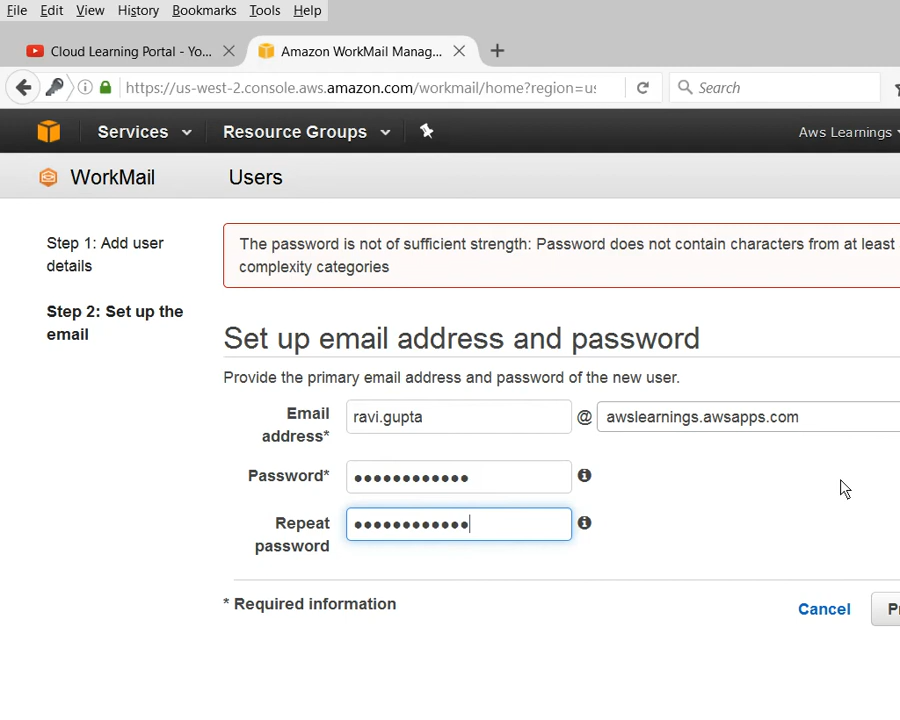 File Edit View History Bookmarks Tools Help
Cloud Learning Portal - Yo... Amazon WorkMail Manag...
https://us-west-2.console.aws.amazon.com/workmail/home?region=us Search
Services Resource Groups Aws Learnings
WorkMail Users
Step 1: Add user
details
Step 2: Set up the
email
The password is not of sufficient strength: Password does not contain characters from at least
complexity categories
Set up email address and password
Provide the primary email address and password of the new user.
Email
address*
ravi.gupta @ awslearnings.awsapps.com
Password* ••••••••••••
Repeat
password
••••••••••••
* Required information
Cancel